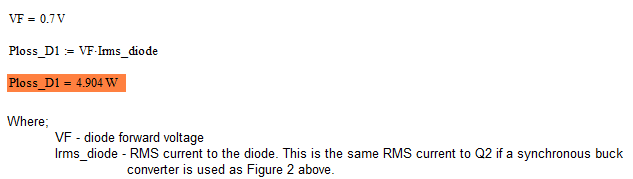 VF = 0.7 V
Ploss_D1 := VF·Irms_diode
Ploss_D1 = 4.904 W
Where;
VF - diode forward voltage
Irms_diode - RMS current to the diode. This is the same RMS current to Q2 if a synchronous buck
converter is used as Figure 2 above.